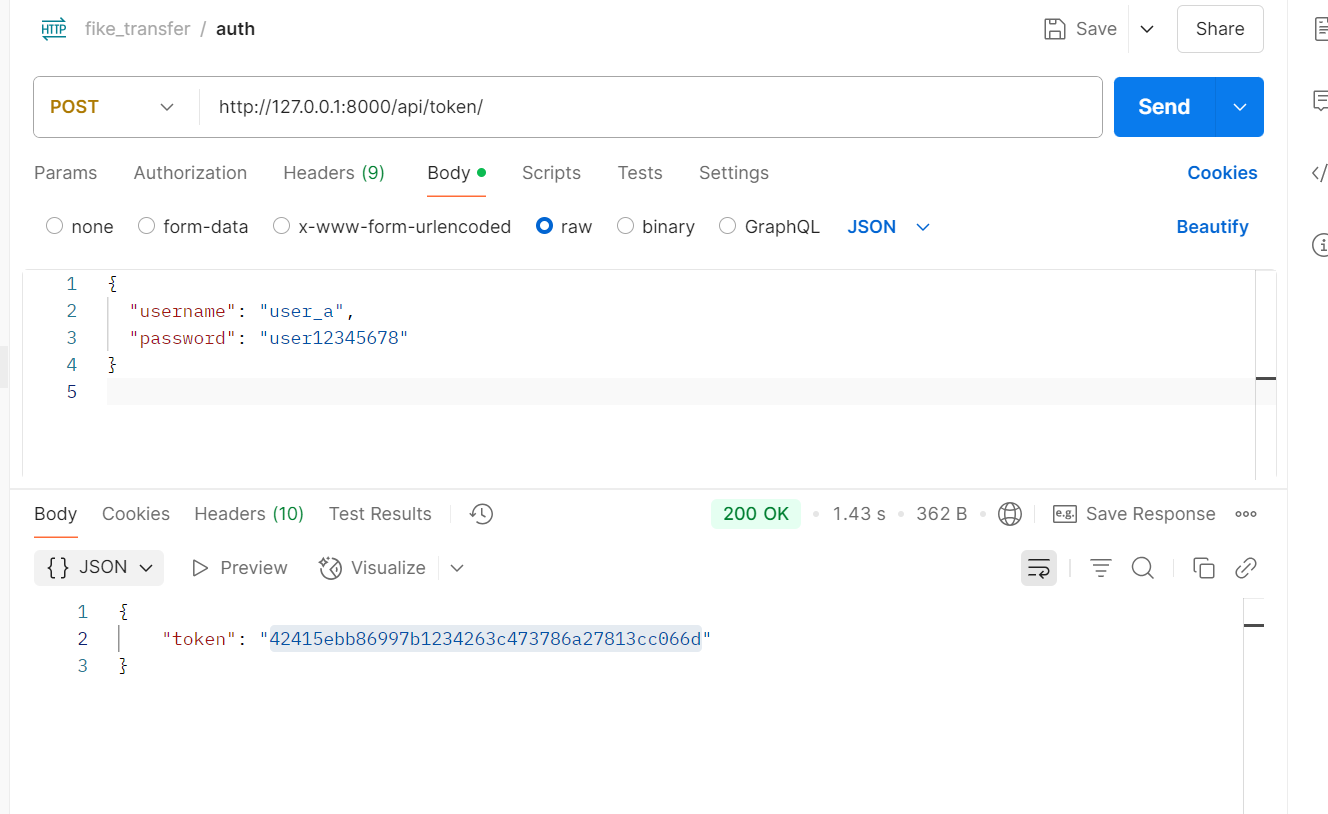 HTTP fike_transfer / auth Save Share
POST http://127.0.0.1:8000/api/token/ Send
Params Authorization Headers (9) Body Scripts Tests Settings Cookies
none form-data x-www-form-urlencoded raw binary GraphQL JSON Beautify
1 {
2 "username": "user_a",
3 "password": "user12345678"
4 }
5
Body Cookies Headers (10) Test Results 200 OK • 1.43 s • 362 B • e.g. Save Response
{} JSON Preview Visualize
1 {
2 "token": "42415ebb86997b1234263c473786a27813cc066d"
3 }